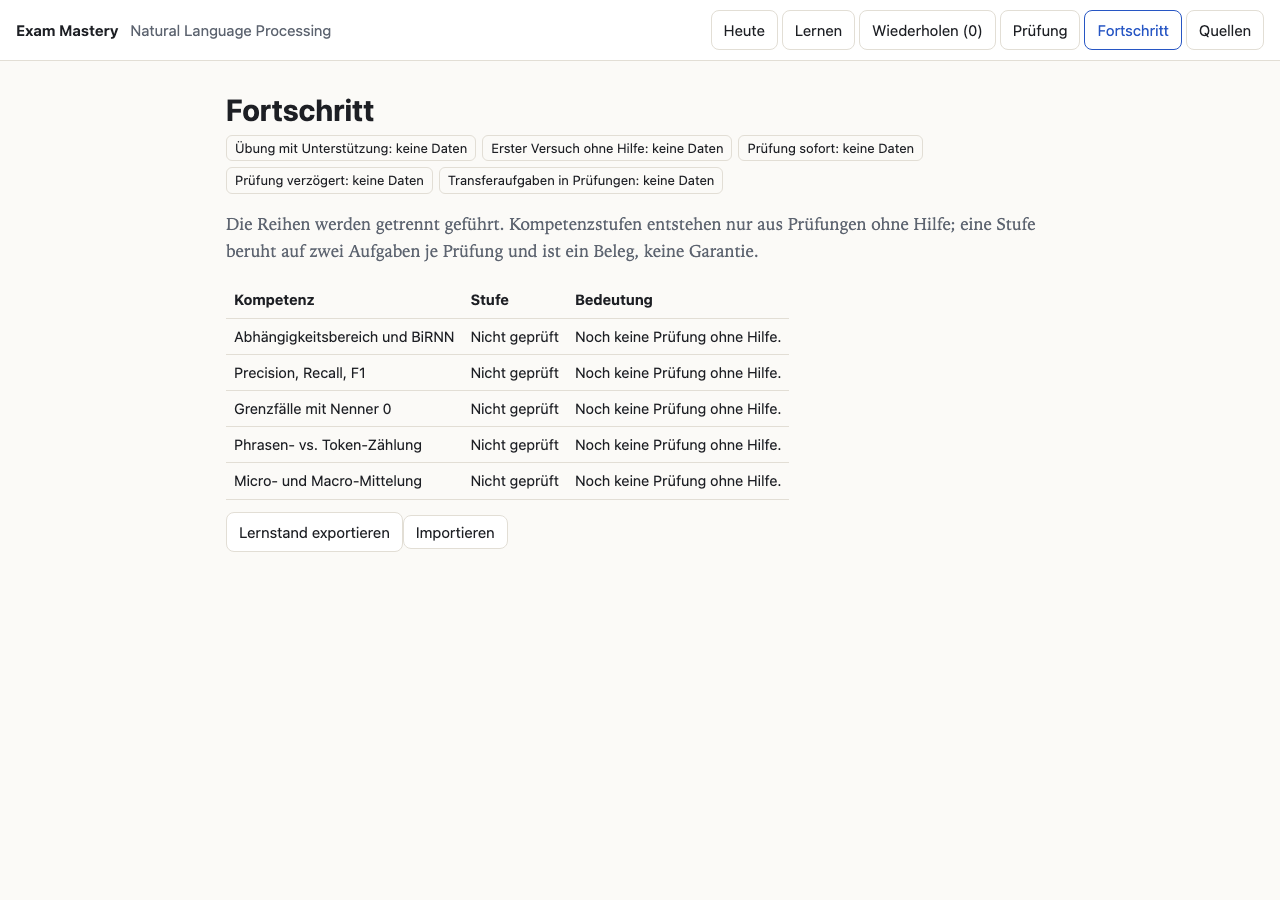 Exam Mastery Natural Language Processing Heute Lernen Wiederholen (0) Prüfung Fortschritt Quellen
Fortschritt
Übung mit Unterstützung: keine Daten Erster Versuch ohne Hilfe: keine Daten Prüfung sofort: keine Daten
Prüfung verzögert: keine Daten Transferaufgaben in Prüfungen: keine Daten
Die Reihen werden getrennt geführt. Kompetenzstufen entstehen nur aus Prüfungen ohne Hilfe; eine Stufe
beruht auf zwei Aufgaben je Prüfung und ist ein Beleg, keine Garantie.
Kompetenz Stufe Bedeutung
Abhängigkeitsbereich und BiRNN Nicht geprüft Noch keine Prüfung ohne Hilfe.
Precision, Recall, F1 Nicht geprüft Noch keine Prüfung ohne Hilfe.
Grenzfälle mit Nenner 0 Nicht geprüft Noch keine Prüfung ohne Hilfe.
Phrasen- vs. Token-Zählung Nicht geprüft Noch keine Prüfung ohne Hilfe.
Micro- und Macro-Mittelung Nicht geprüft Noch keine Prüfung ohne Hilfe.
Lernstand exportieren Importieren